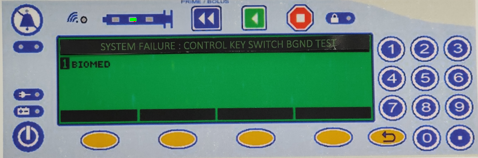 PRIME / BOLUS
SYSTEM FAILURE : CONTROL KEY SWITCH BGND TEST
1 BIOMED
1 2 3
4 5 6
7 8 9
0 .